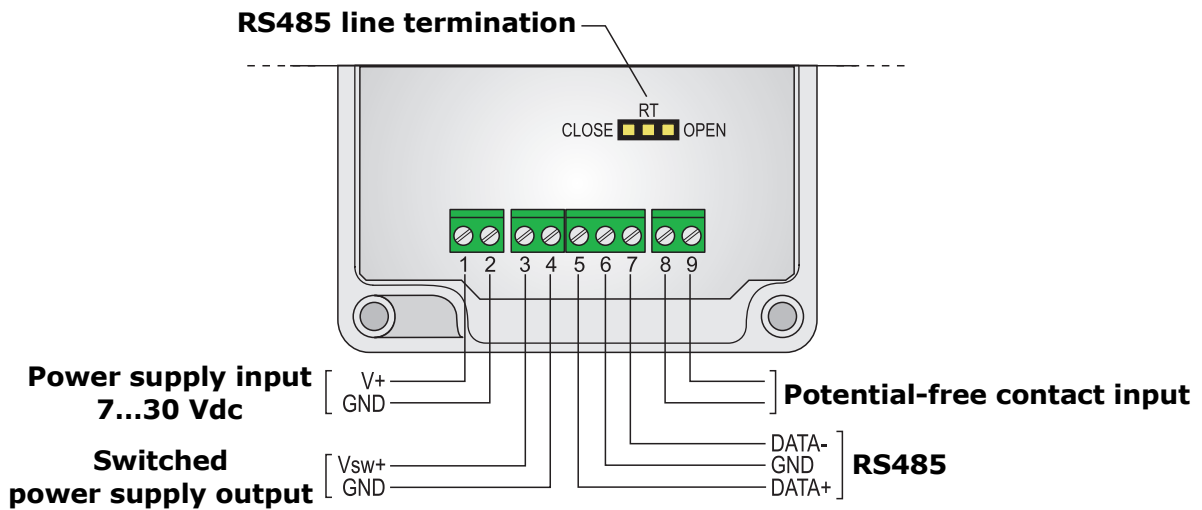 RS485 line termination
RT
CLOSE
OPEN
1 2 3 4 5 6 7 8 9
Power supply input
7...30 Vdc
V+
GND
Potential-free contact input
Switched
power supply output
Vsw+
GND
DATA-
GND
DATA+
RS485